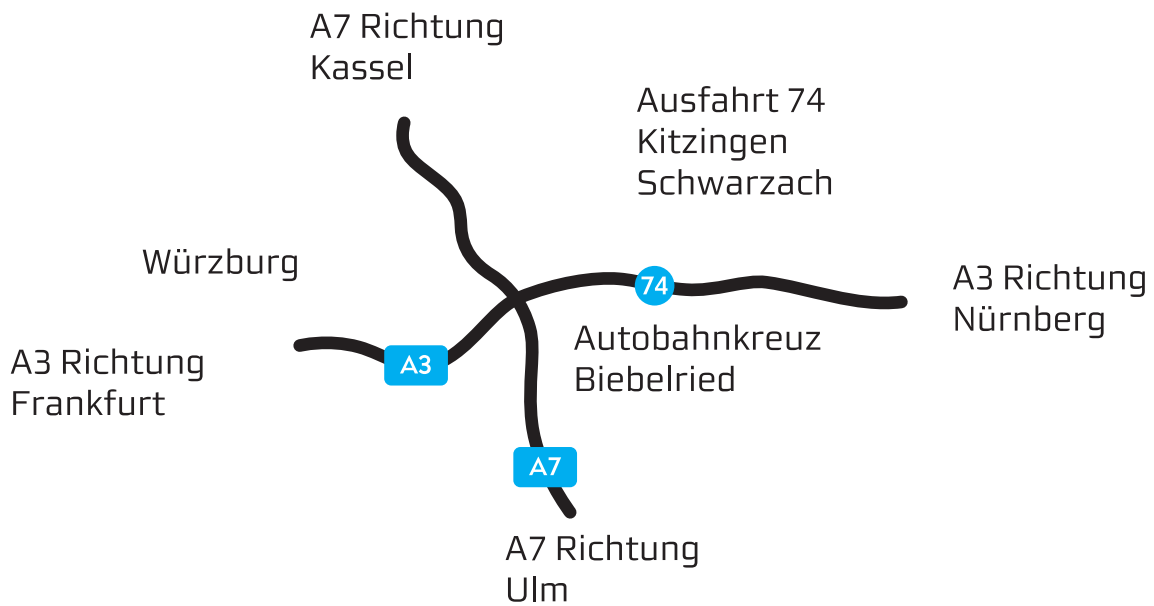 A7 Richtung
Kassel
Ausfahrt 74
Kitzingen
Schwarzach
Würzburg
74
A3 Richtung
Nürnberg
Autobahnkreuz
Biebelried
A3 Richtung
Frankfurt
A3
A7
A7 Richtung
Ulm